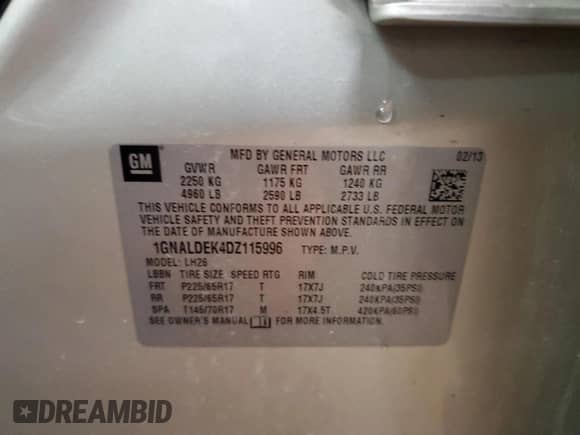 GM
MFD BY GENERAL MOTORS LLC 02/13
GVWR GAWR FRT GAWR RR
2250 KG 1175 KG 1240 KG
4960 LB 2590 LB 2733 LB
THIS VEHICLE CONFORMS TO ALL APPLICABLE U.S. FEDERAL MOTOR
VEHICLE SAFETY AND THEFT PREVENTION STANDARDS IN EFFECT ON
THE DATE OF MANUFACTURE SHOWN ABOVE.
1GNALDEK4DZ115996 TYPE: M.P.V.
MODEL: LH26
LBBN TIRE SIZE SPEED RTG RIM COLD TIRE PRESSURE
FRT P225/65R17 T 17X7J 240KPA(35PSI)
RR P225/65R17 T 17X7J 240KPA(35PSI)
SPA T145/70R17 M 17X4.5T 420KPA(60PSI)
SEE OWNER'S MANUAL FOR MORE INFORMATION.
DREAMBID